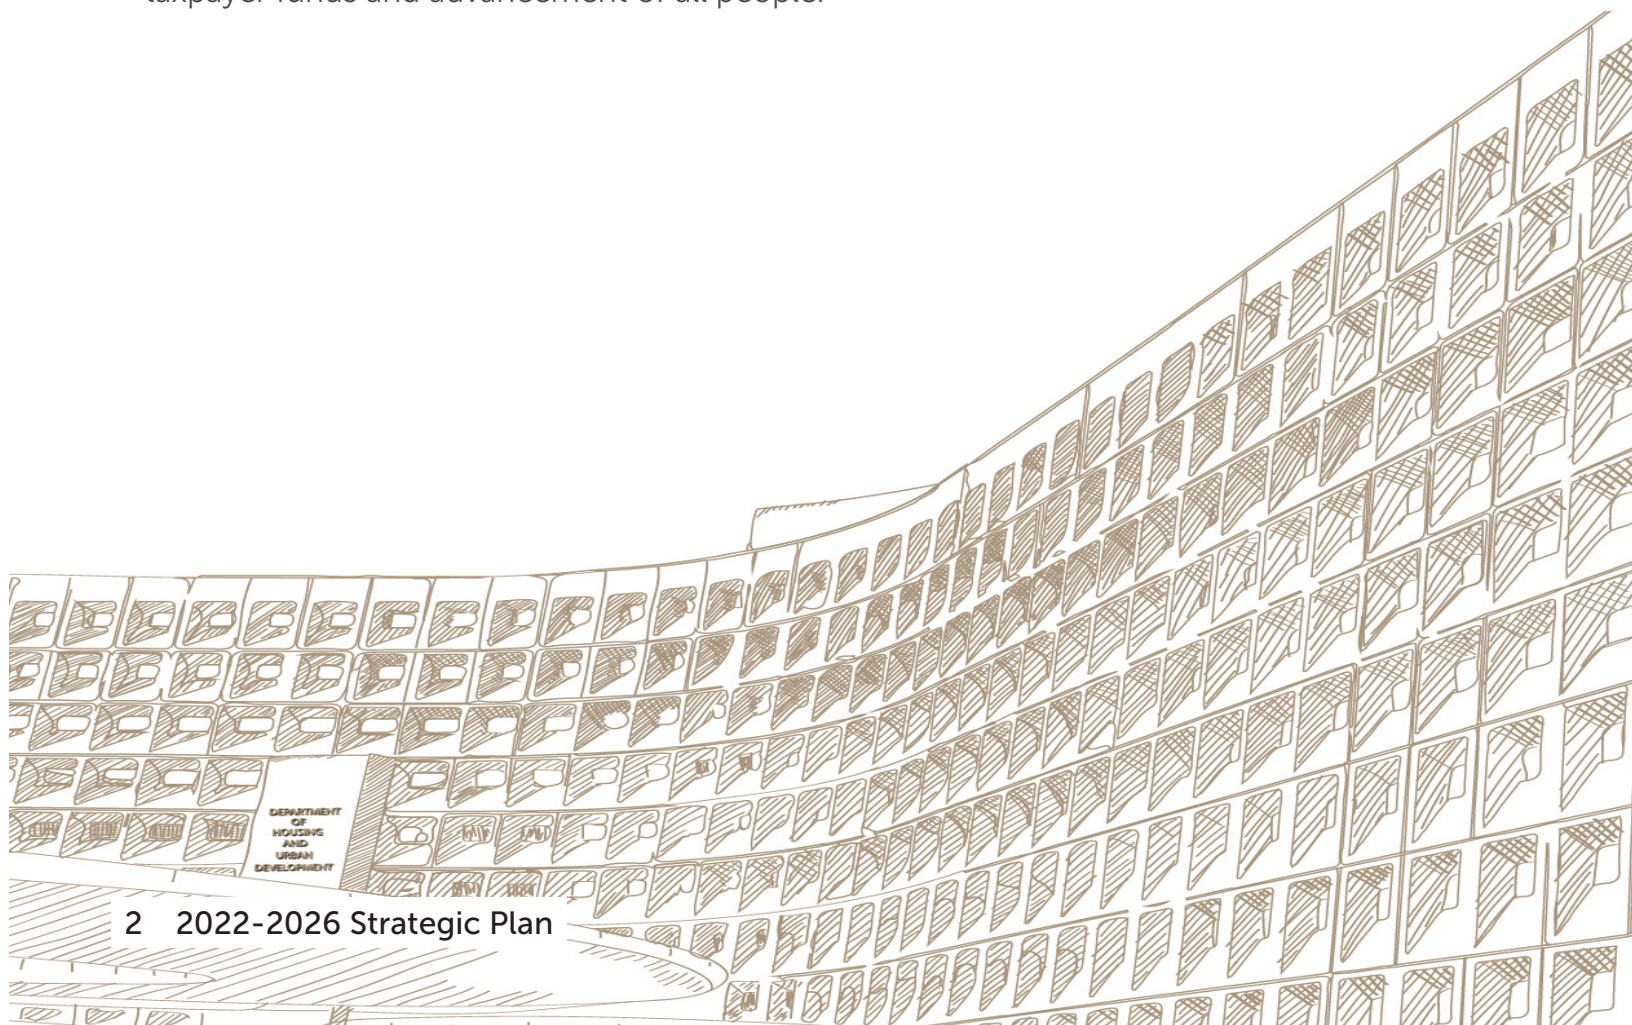 taxpayer funds and advancement of all people.
DEPARTMENT
OF
HOUSING
AND
URBAN
DEVELOPMENT
2 2022-2026 Strategic Plan